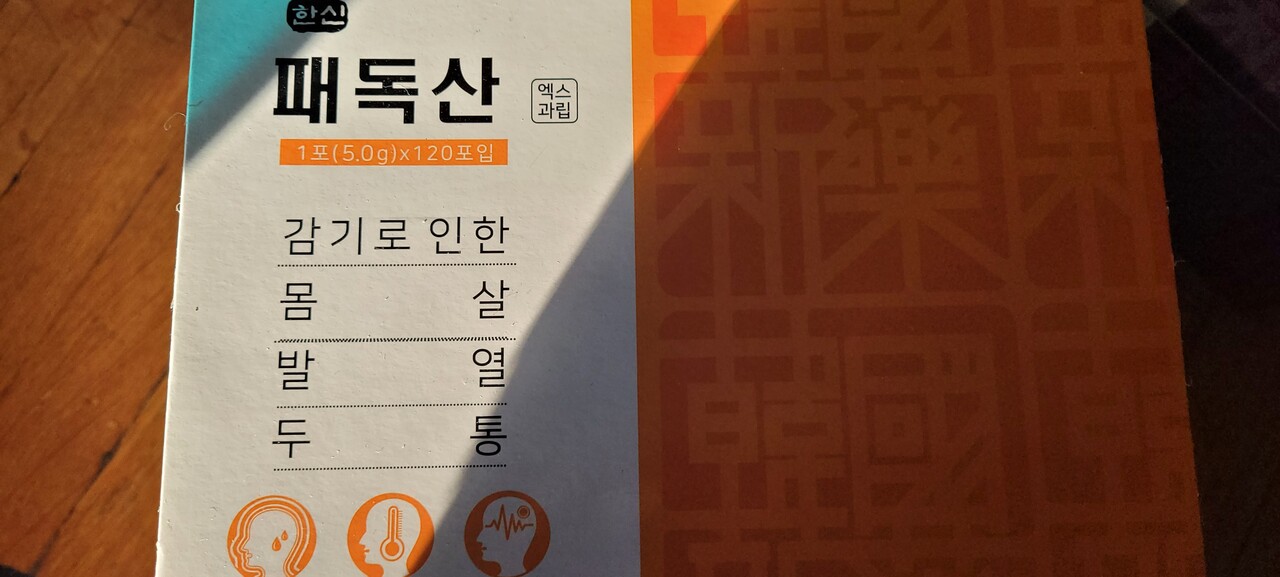 한신
패독산
엑스
과립
1포(5.0g)x120포입
감기로 인한
몸 살
발 열
두 통